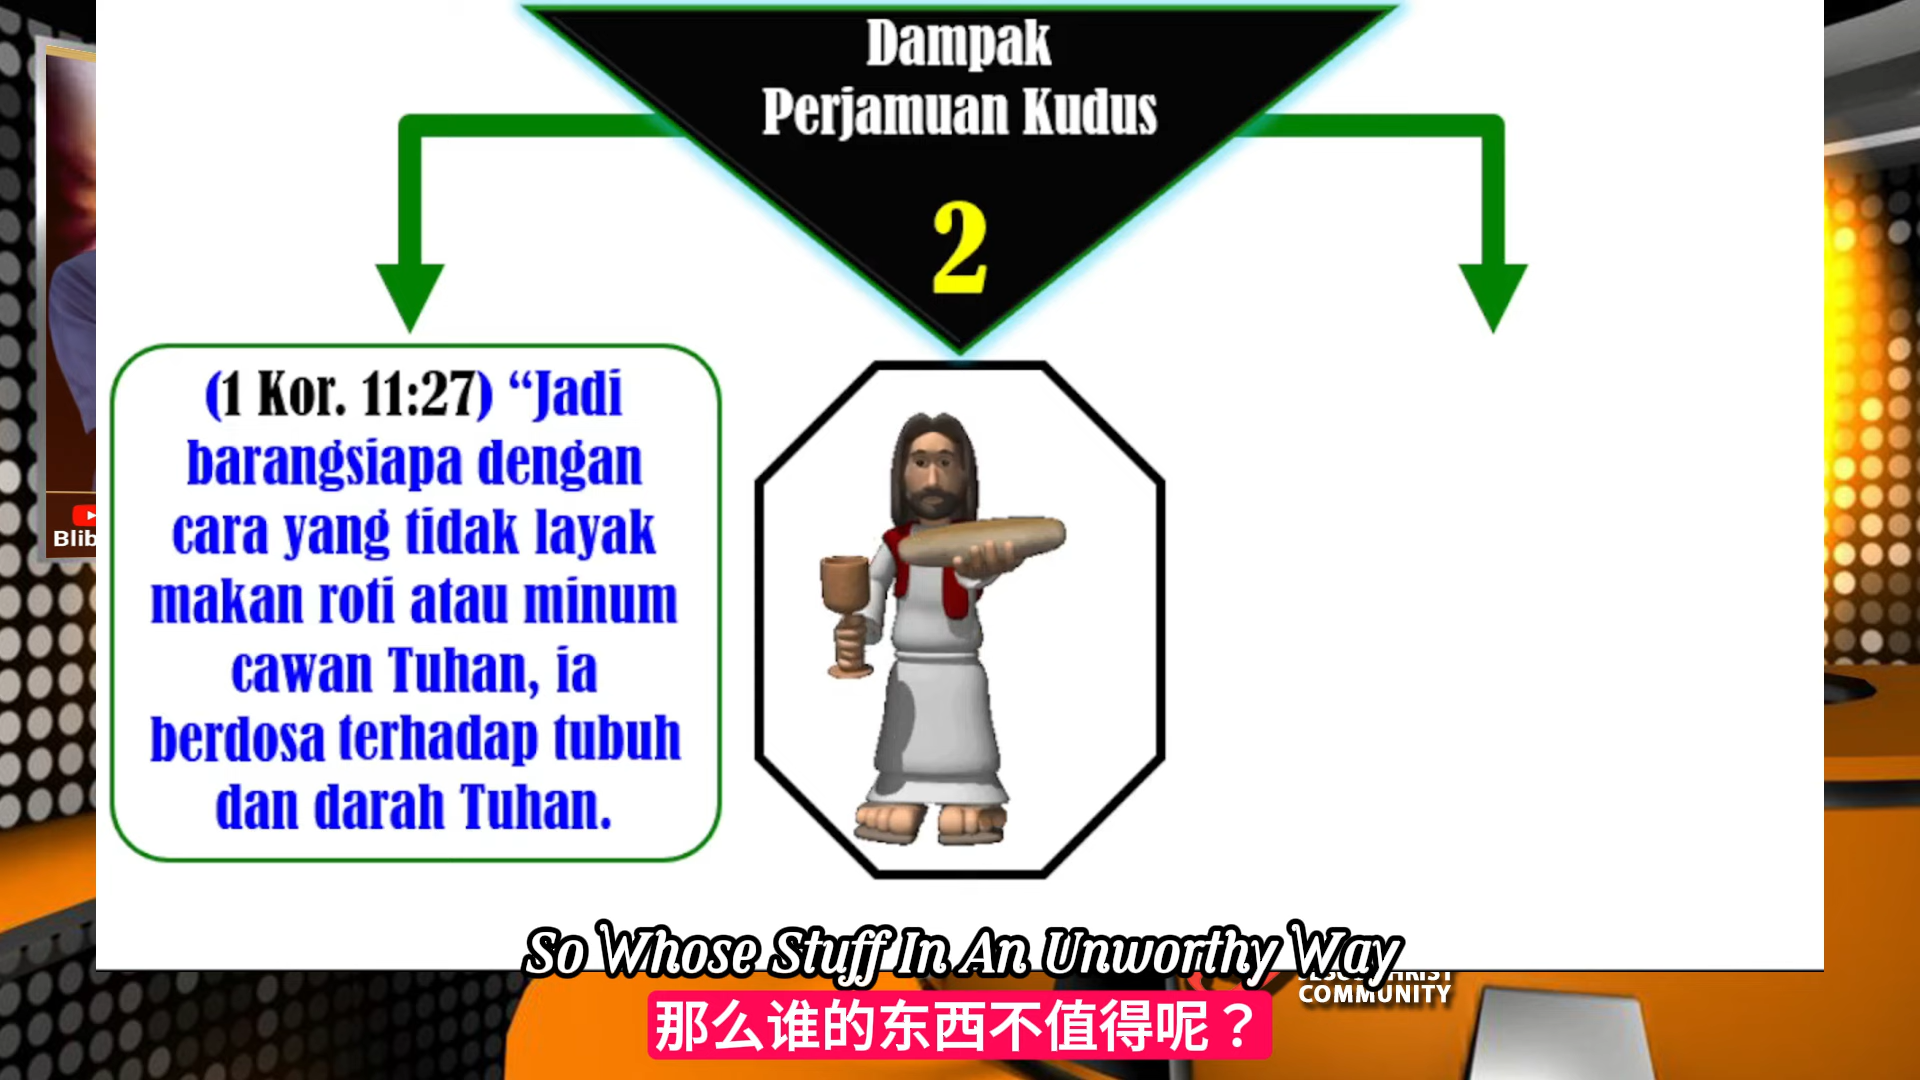 Dampak
Perjamuan Kudus
2
(1 Kor. 11:27) “Jadi
barangsiapa dengan
cara yang tidak layak
makan roti atau minum
cawan Tuhan, ia
berdosa terhadap tubuh
dan darah Tuhan.
Blib
So Whose Stuff In An Unworthy Way
CHRIST
COMMUNITY
那么谁的东西不值得呢？